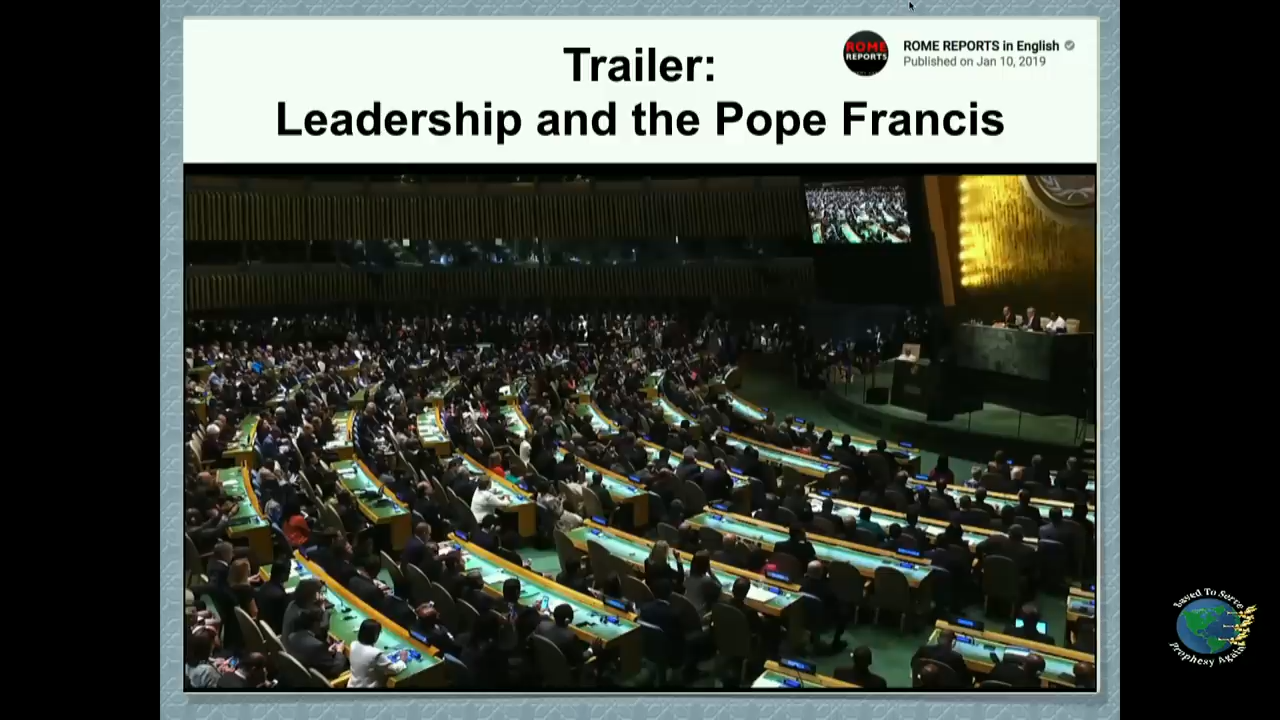 Trailer:
Leadership and the Pope Francis
ROME REPORTS in English
Published on Jan 10, 2019
ROME
REPORTS
Saved To Serve
Prophesy Again